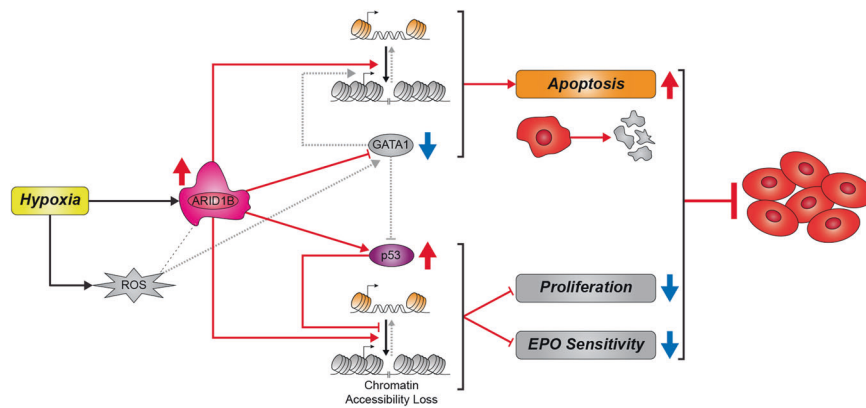 Apoptosis
GATA1
Hypoxia
ARID1B
ROS
p53
Proliferation
EPO Sensitivity
Chromatin
Accessibility Loss